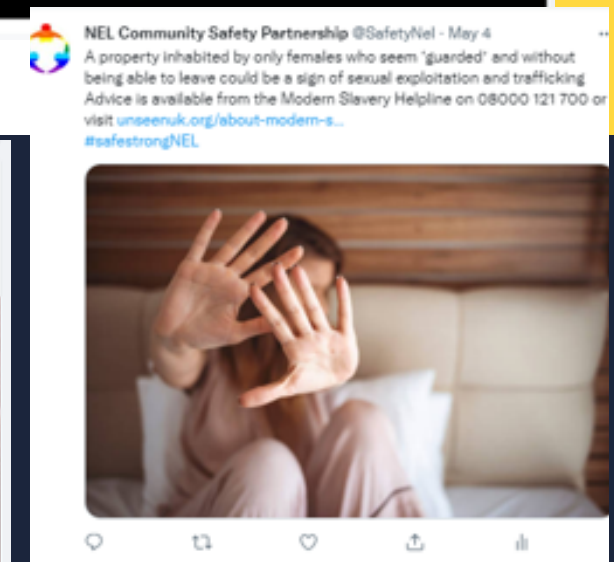 NEL Community Safety Partnership @SafetyNel · May 4
A property inhabited by only females who seem 'guarded' and without
being able to leave could be a sign of sexual exploitation and trafficking
Advice is available from the Modern Slavery Helpline on 08000 121 700 or
visit unseenuk.org/about-modern-s...
#safestrongNEL